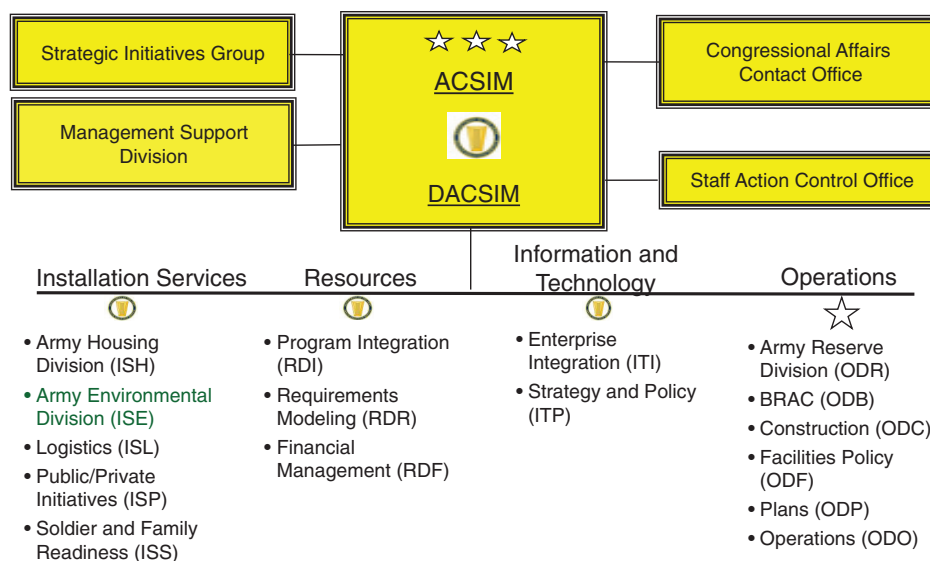 Strategic Initiatives Group
Management Support
Division
ACSIM
DACSIM
Congressional Affairs
Contact Office
Staff Action Control Office
Installation Services
• Army Housing
Division (ISH)
• Army Environmental
Division (ISE)
• Logistics (ISL)
• Public/Private
Initiatives (ISP)
• Soldier and Family
Readiness (ISS)
Resources
• Program Integration
(RDI)
• Requirements
Modeling (RDR)
• Financial
Management (RDF)
Information and
Technology
• Enterprise
Integration (ITI)
• Strategy and Policy
(ITP)
Operations
• Army Reserve
Division (ODR)
• BRAC (ODB)
• Construction (ODC)
• Facilities Policy
(ODF)
• Plans (ODP)
• Operations (ODO)